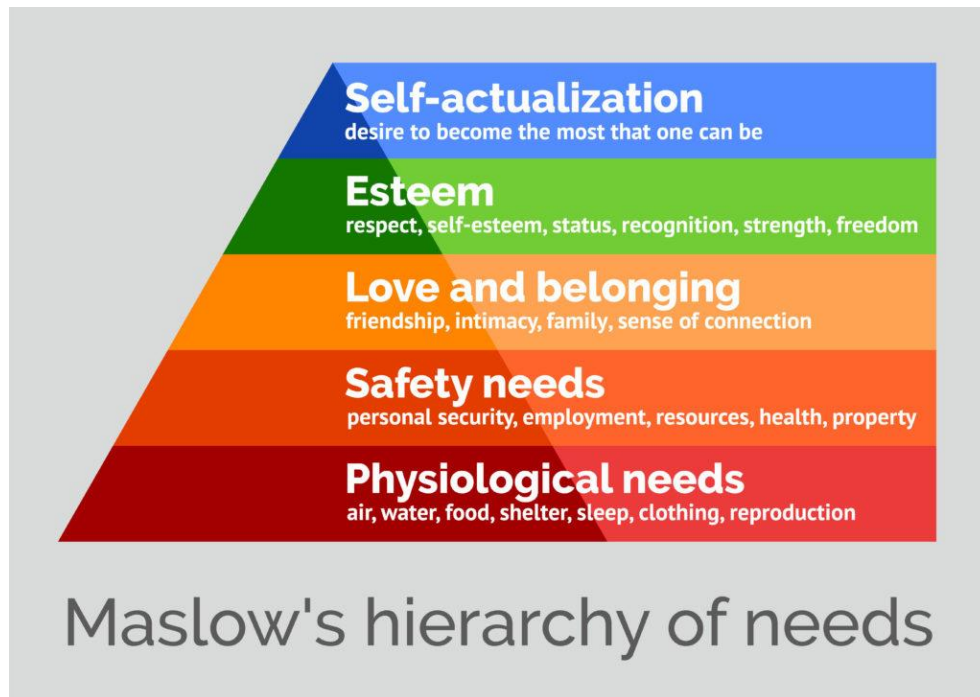 Self-actualization
desire to become the most that one can be
Esteem
respect, self-esteem, status, recognition, strength, freedom
Love and belonging
friendship, intimacy, family, sense of connection
Safety needs
personal security, employment, resources, health, property
Physiological needs
air, water, food, shelter, sleep, clothing, reproduction
Maslow's hierarchy of needs